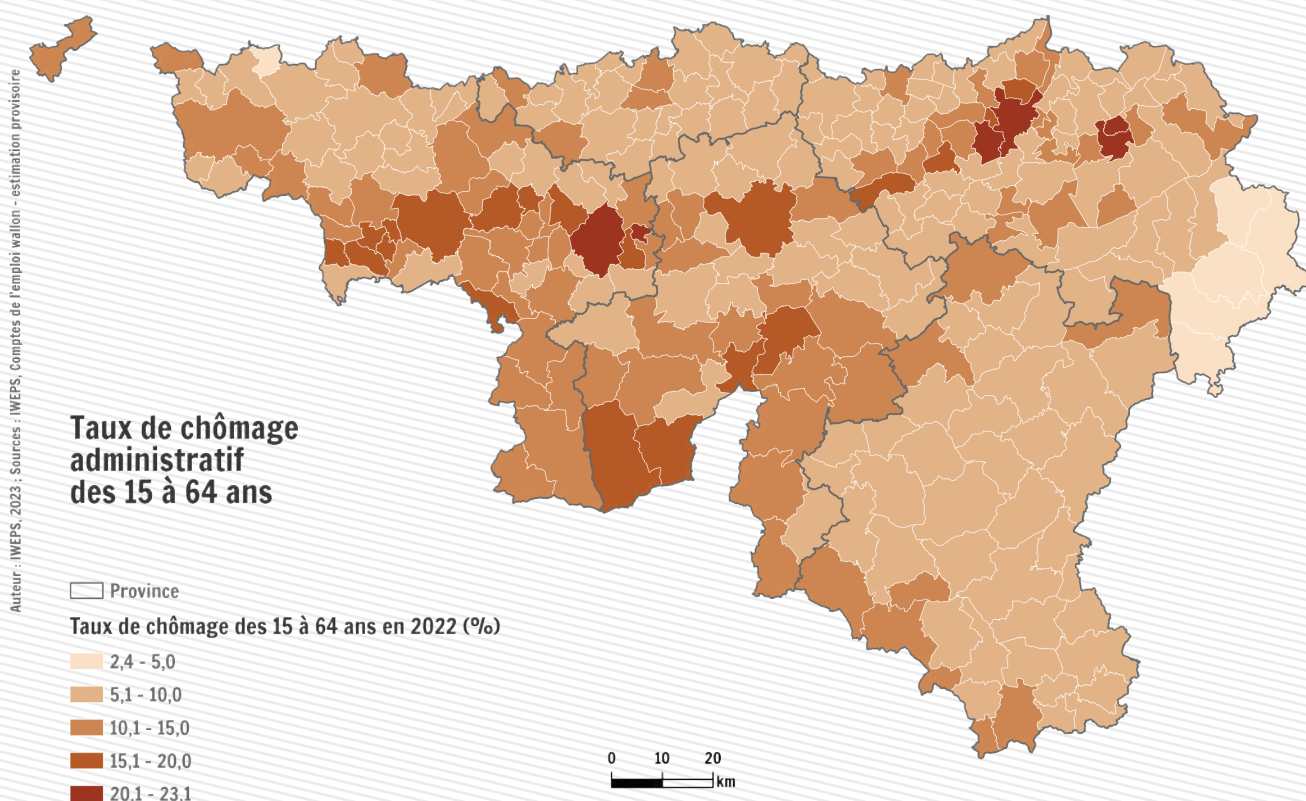 Auteur : IWEPS, 2023 ; Sources : IWEPS, Comptes de l'emploi wallon - estimation provisoire
Taux de chômage
administratif
des 15 à 64 ans
Province
Taux de chômage des 15 à 64 ans en 2022 (%)
2,4 - 5,0
5,1 - 10,0
10,1 - 15,0
15,1 - 20,0
20,1 - 23,1
0 10 20
km